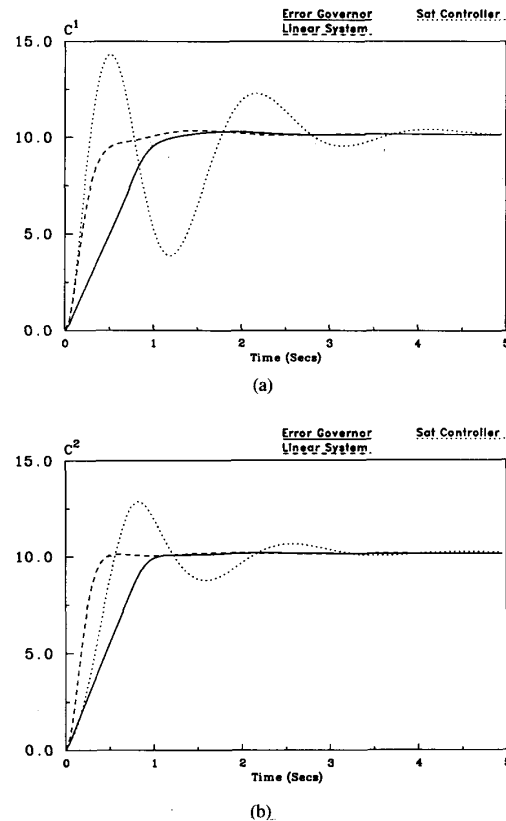 Error Governor Sat Controller
Linear System
C¹
15.0
10.0
5.0
0.0
0 1 2 3 4 5
Time (Secs)
(a)
Error Governor Sat Controller
Linear System
C²
15.0
10.0
5.0
0.0
0 1 2 3 4 5
Time (Secs)
(b)